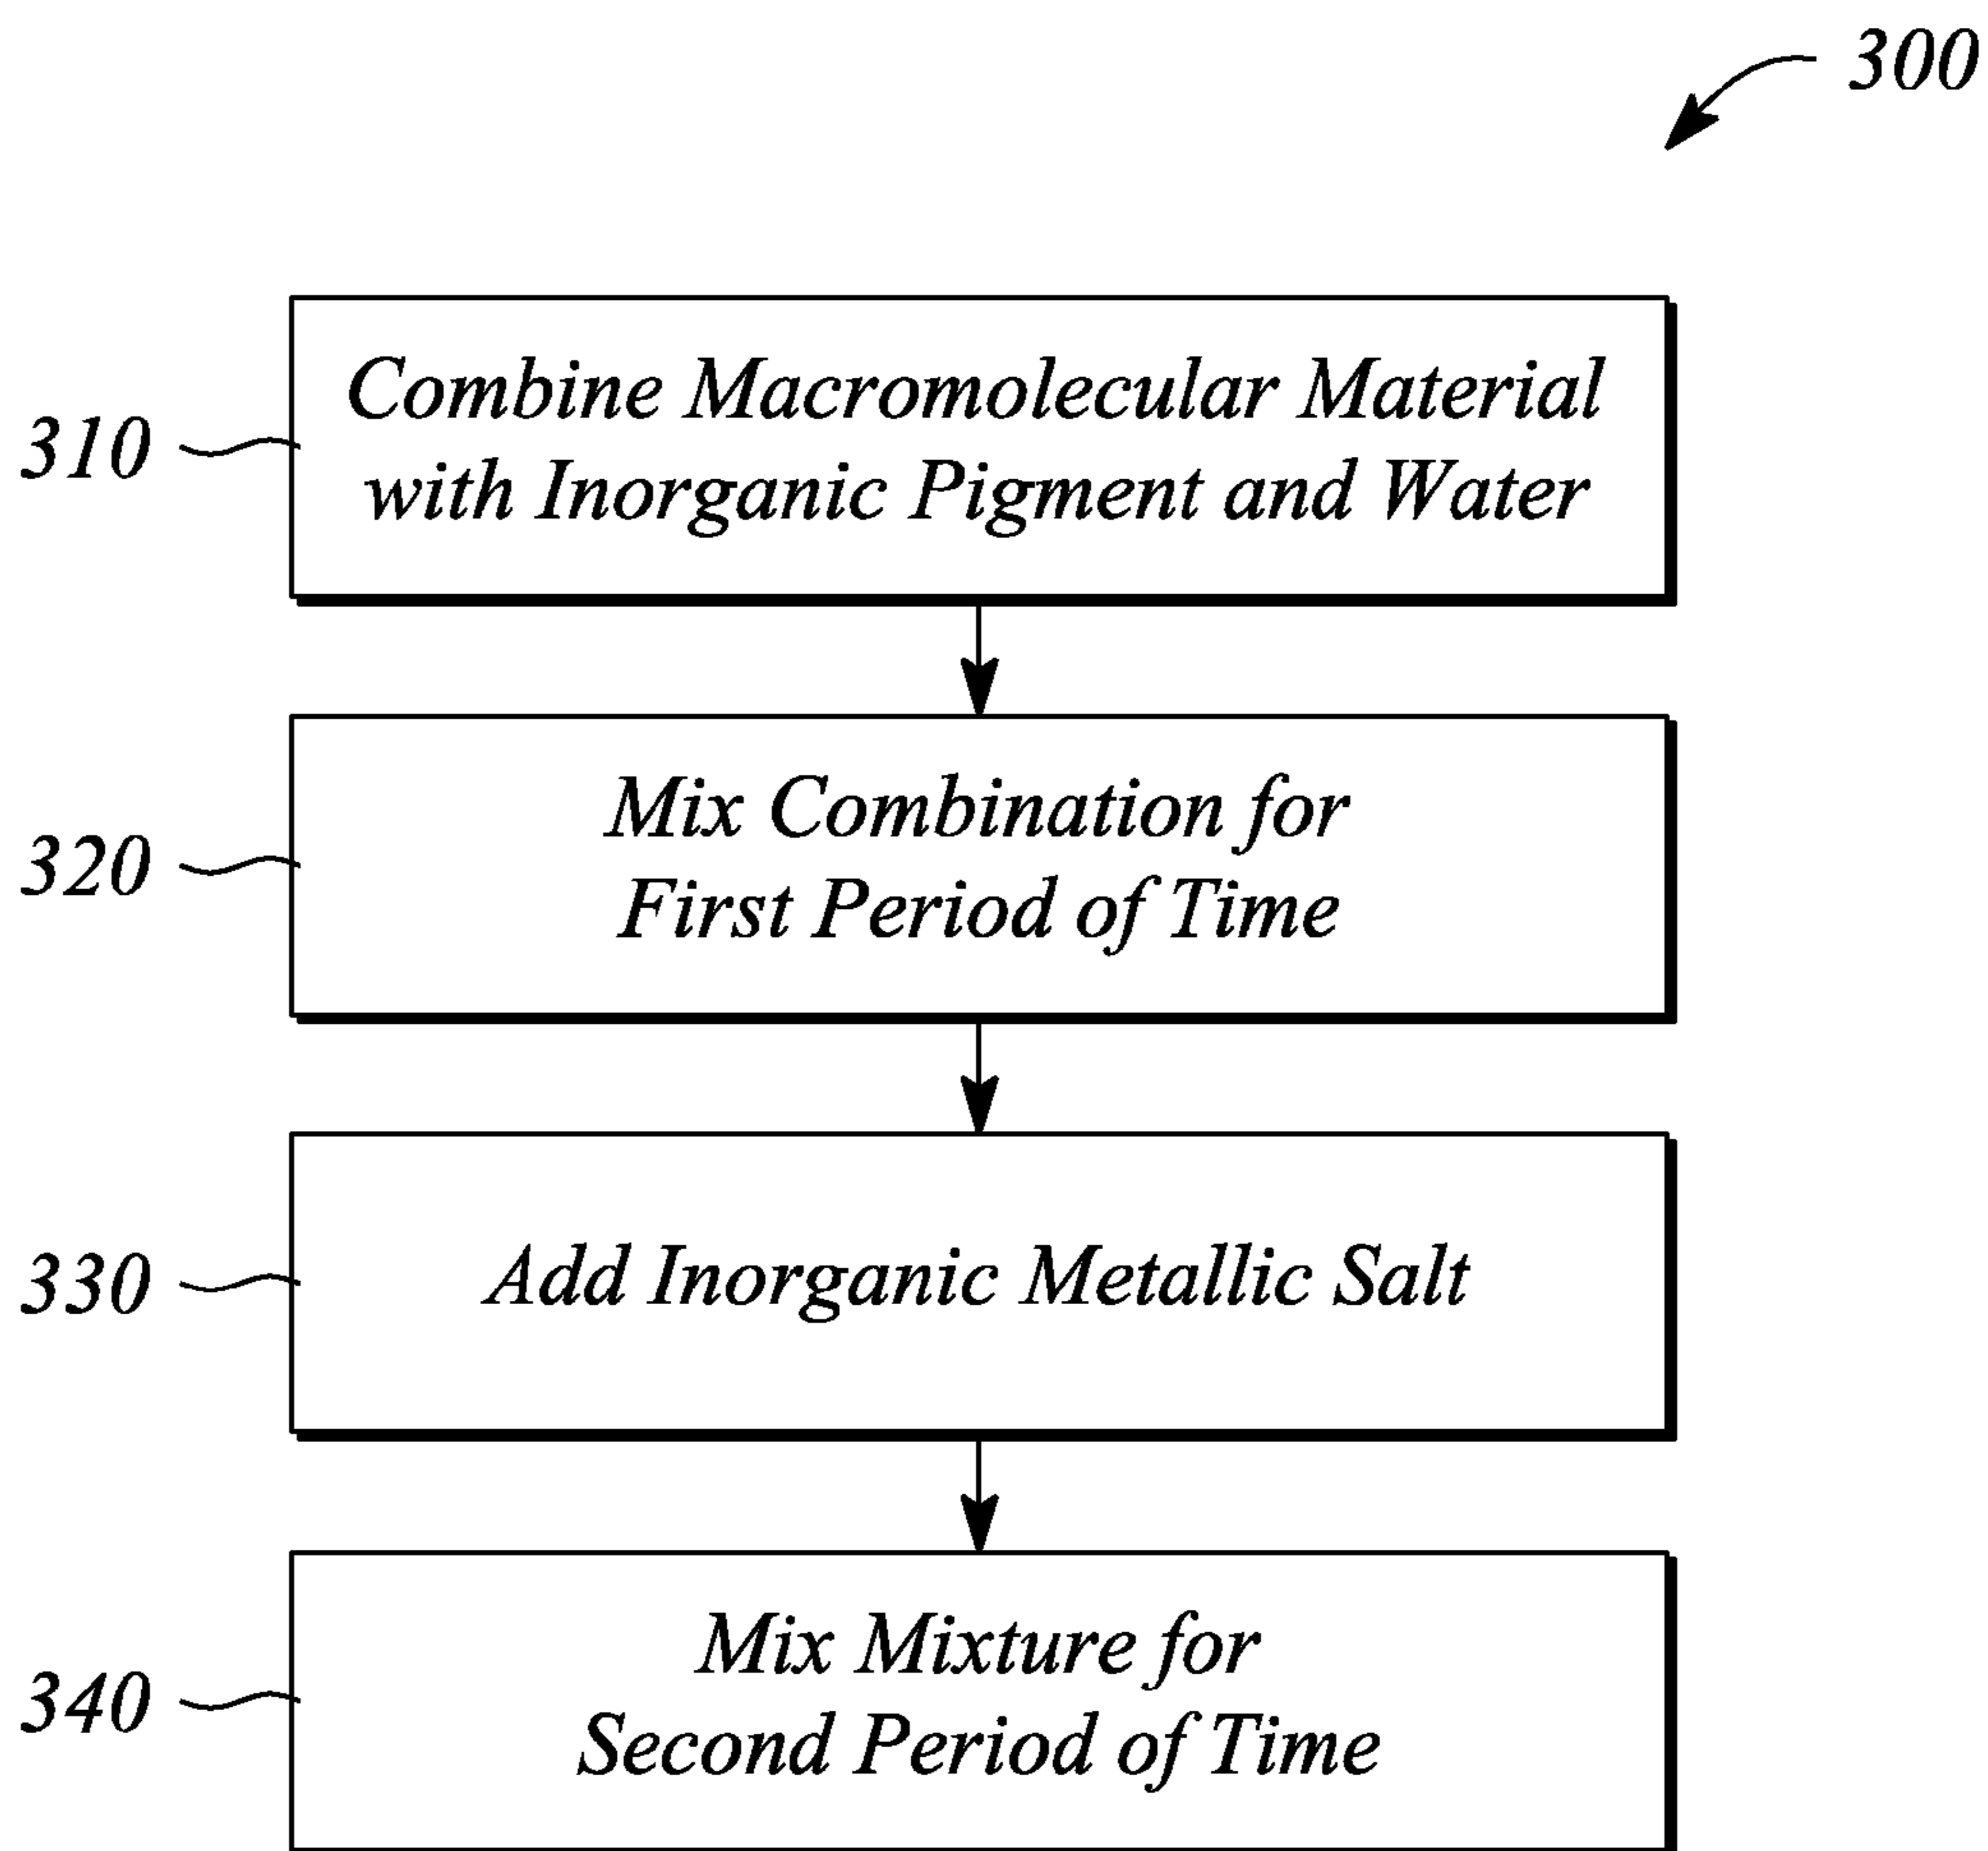 300
310
Combine Macromolecular Material
with Inorganic Pigment and Water
320
Mix Combination for
First Period of Time
330
Add Inorganic Metallic Salt
340
Mix Mixture for
Second Period of Time